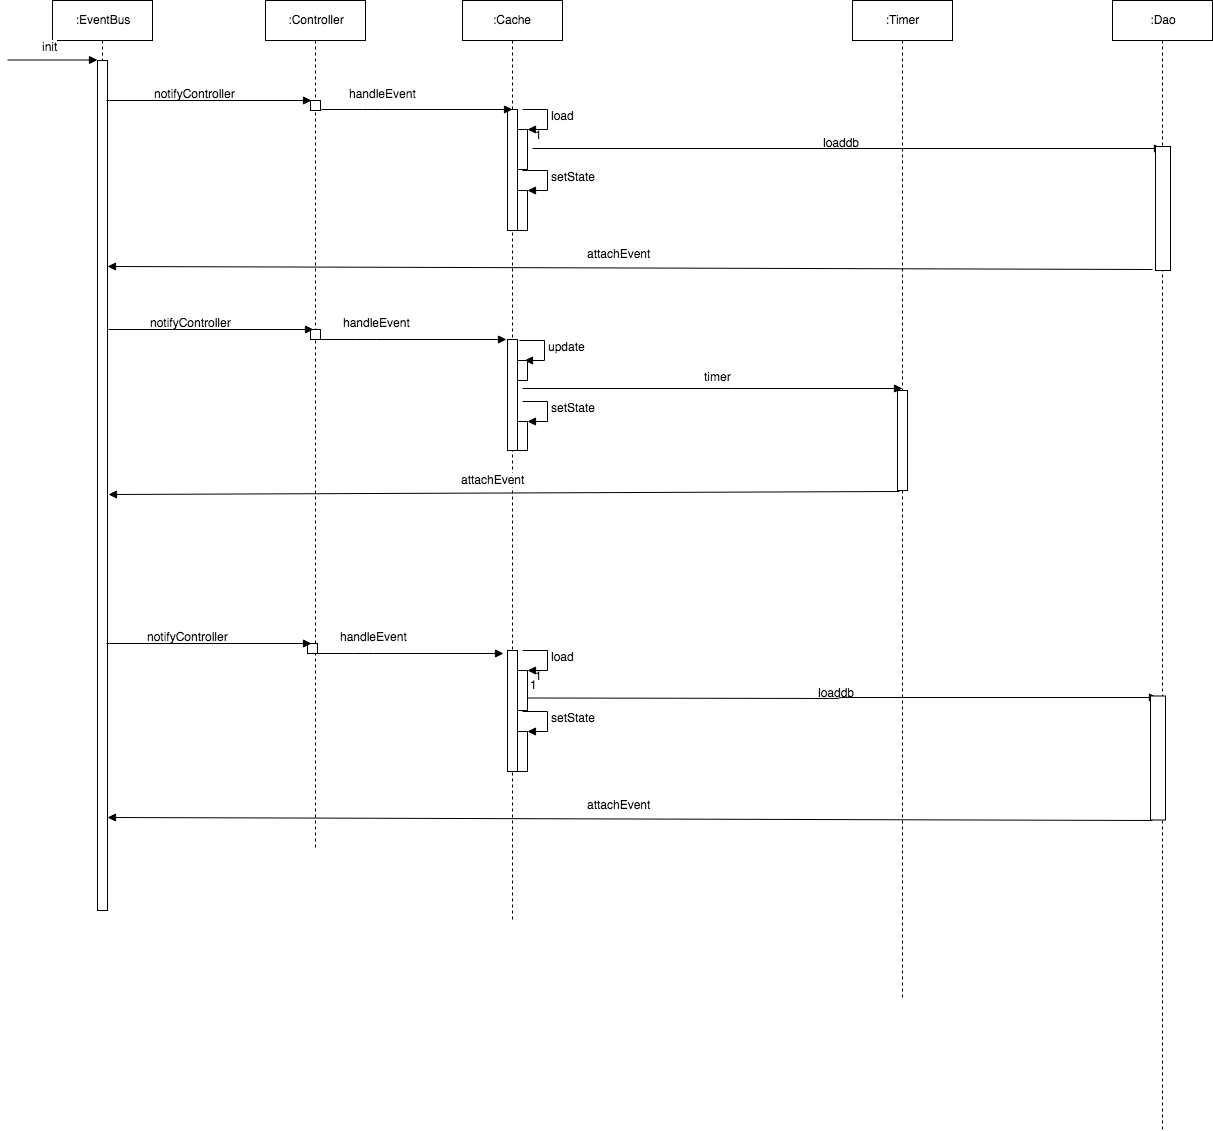 :EventBus
:Controller
:Cache
:Timer
:Dao
init
notifyController
handleEvent
load
1
loaddb
setState
attachEvent
notifyController
handleEvent
update
timer
setState
attachEvent
notifyController
handleEvent
load
1
1
loaddb
setState
attachEvent